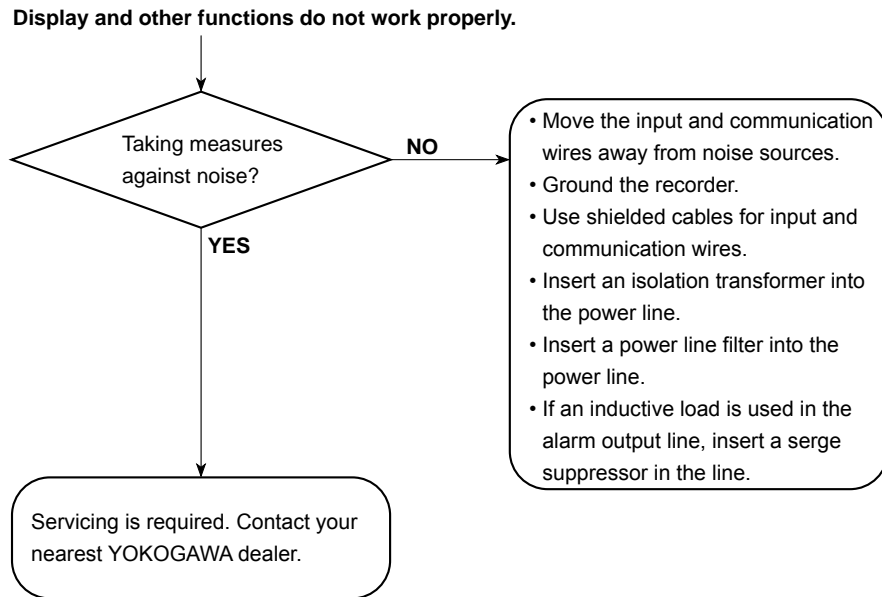 Display and other functions do not work properly.
Taking measures
against noise?
NO
YES
• Move the input and communication
wires away from noise sources.
• Ground the recorder.
• Use shielded cables for input and
communication wires.
• Insert an isolation transformer into
the power line.
• Insert a power line filter into the
power line.
• If an inductive load is used in the
alarm output line, insert a serge
suppressor in the line.
Servicing is required. Contact your
nearest YOKOGAWA dealer.